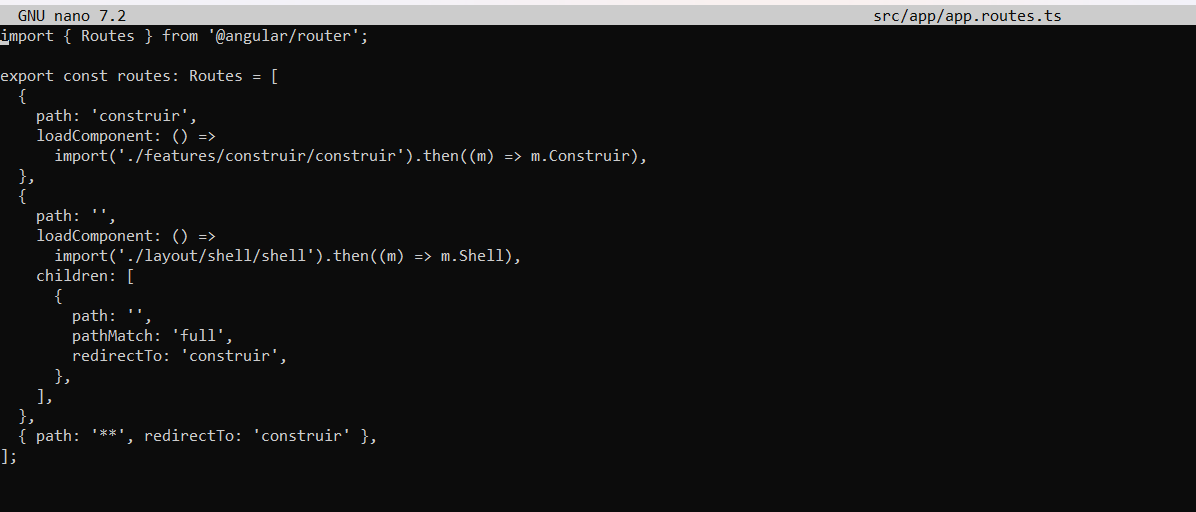 GNU nano 7.2 src/app/app.routes.ts
import { Routes } from '@angular/router';
export const routes: Routes = [
  {
    path: 'construir',
    loadComponent: () =>
      import('./features/construir/construir').then((m) => m.Construir),
  },
  {
    path: '',
    loadComponent: () =>
      import('./layout/shell/shell').then((m) => m.Shell),
    children: [
      {
        path: '',
        pathMatch: 'full',
        redirectTo: 'construir',
      },
    ],
  },
  { path: '**', redirectTo: 'construir' },
];